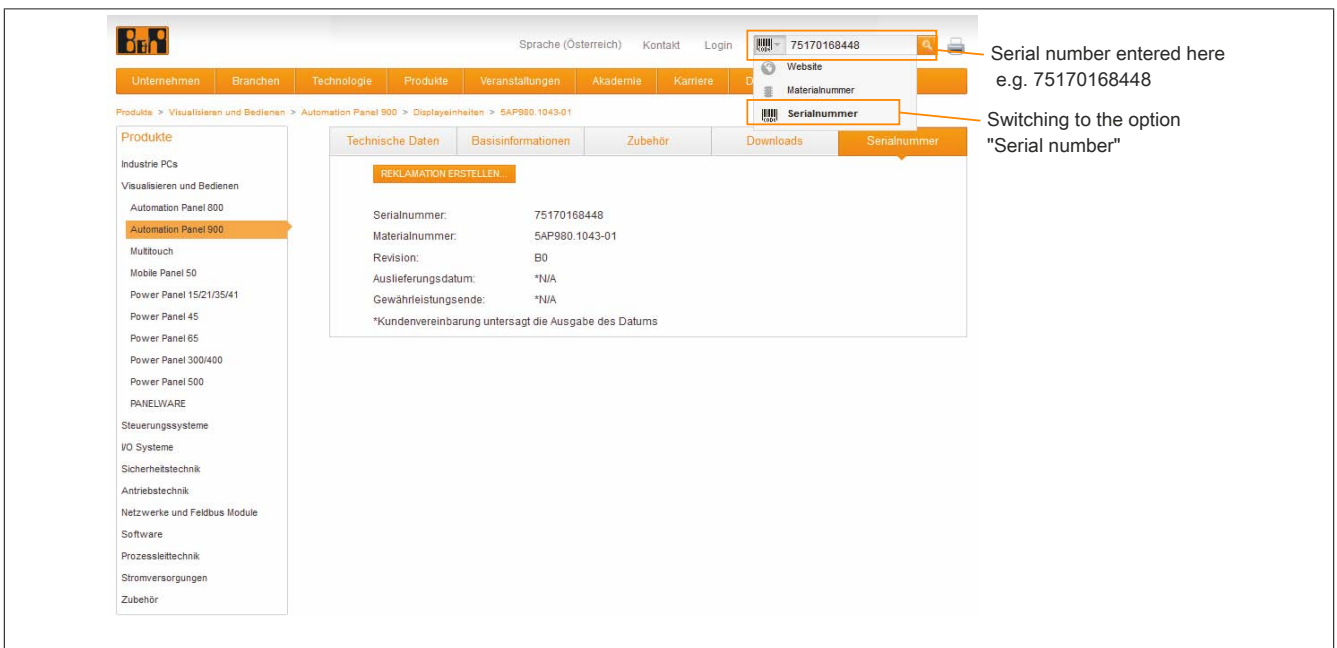 B&R
Sprache (Österreich) Kontakt Login 75170168448
Unternehmen Branchen Technologie Produkte Veranstaltungen Akademie Karriere D
Website
Materialnummer
Serialnummer
Serial number entered here
e.g. 75170168448
Switching to the option
"Serial number"
Produkte > Visualisieren und Bedienen > Automation Panel 900 > Displayeinheiten > 5AP980.1043-01
Produkte
Industrie PCs
Visualisieren und Bedienen
Automation Panel 800
Automation Panel 900
Multitouch
Mobile Panel 50
Power Panel 15/21/35/41
Power Panel 45
Power Panel 65
Power Panel 300/400
Power Panel 500
PANELWARE
Steuerungssysteme
I/O Systeme
Sicherheitstechnik
Antriebstechnik
Netzwerke und Feldbus Module
Software
Prozessleittechnik
Stromversorgungen
Zubehör
Technische Daten Basisinformationen Zubehör Downloads Serialnummer
REKLAMATION ERSTELLEN...
Serialnummer: 75170168448
Materialnummer: 5AP980.1043-01
Revision: B0
Auslieferungsdatum: *N/A
Gewährleistungsende: *N/A
*Kundenvereinbarung untersagt die Ausgabe des Datums